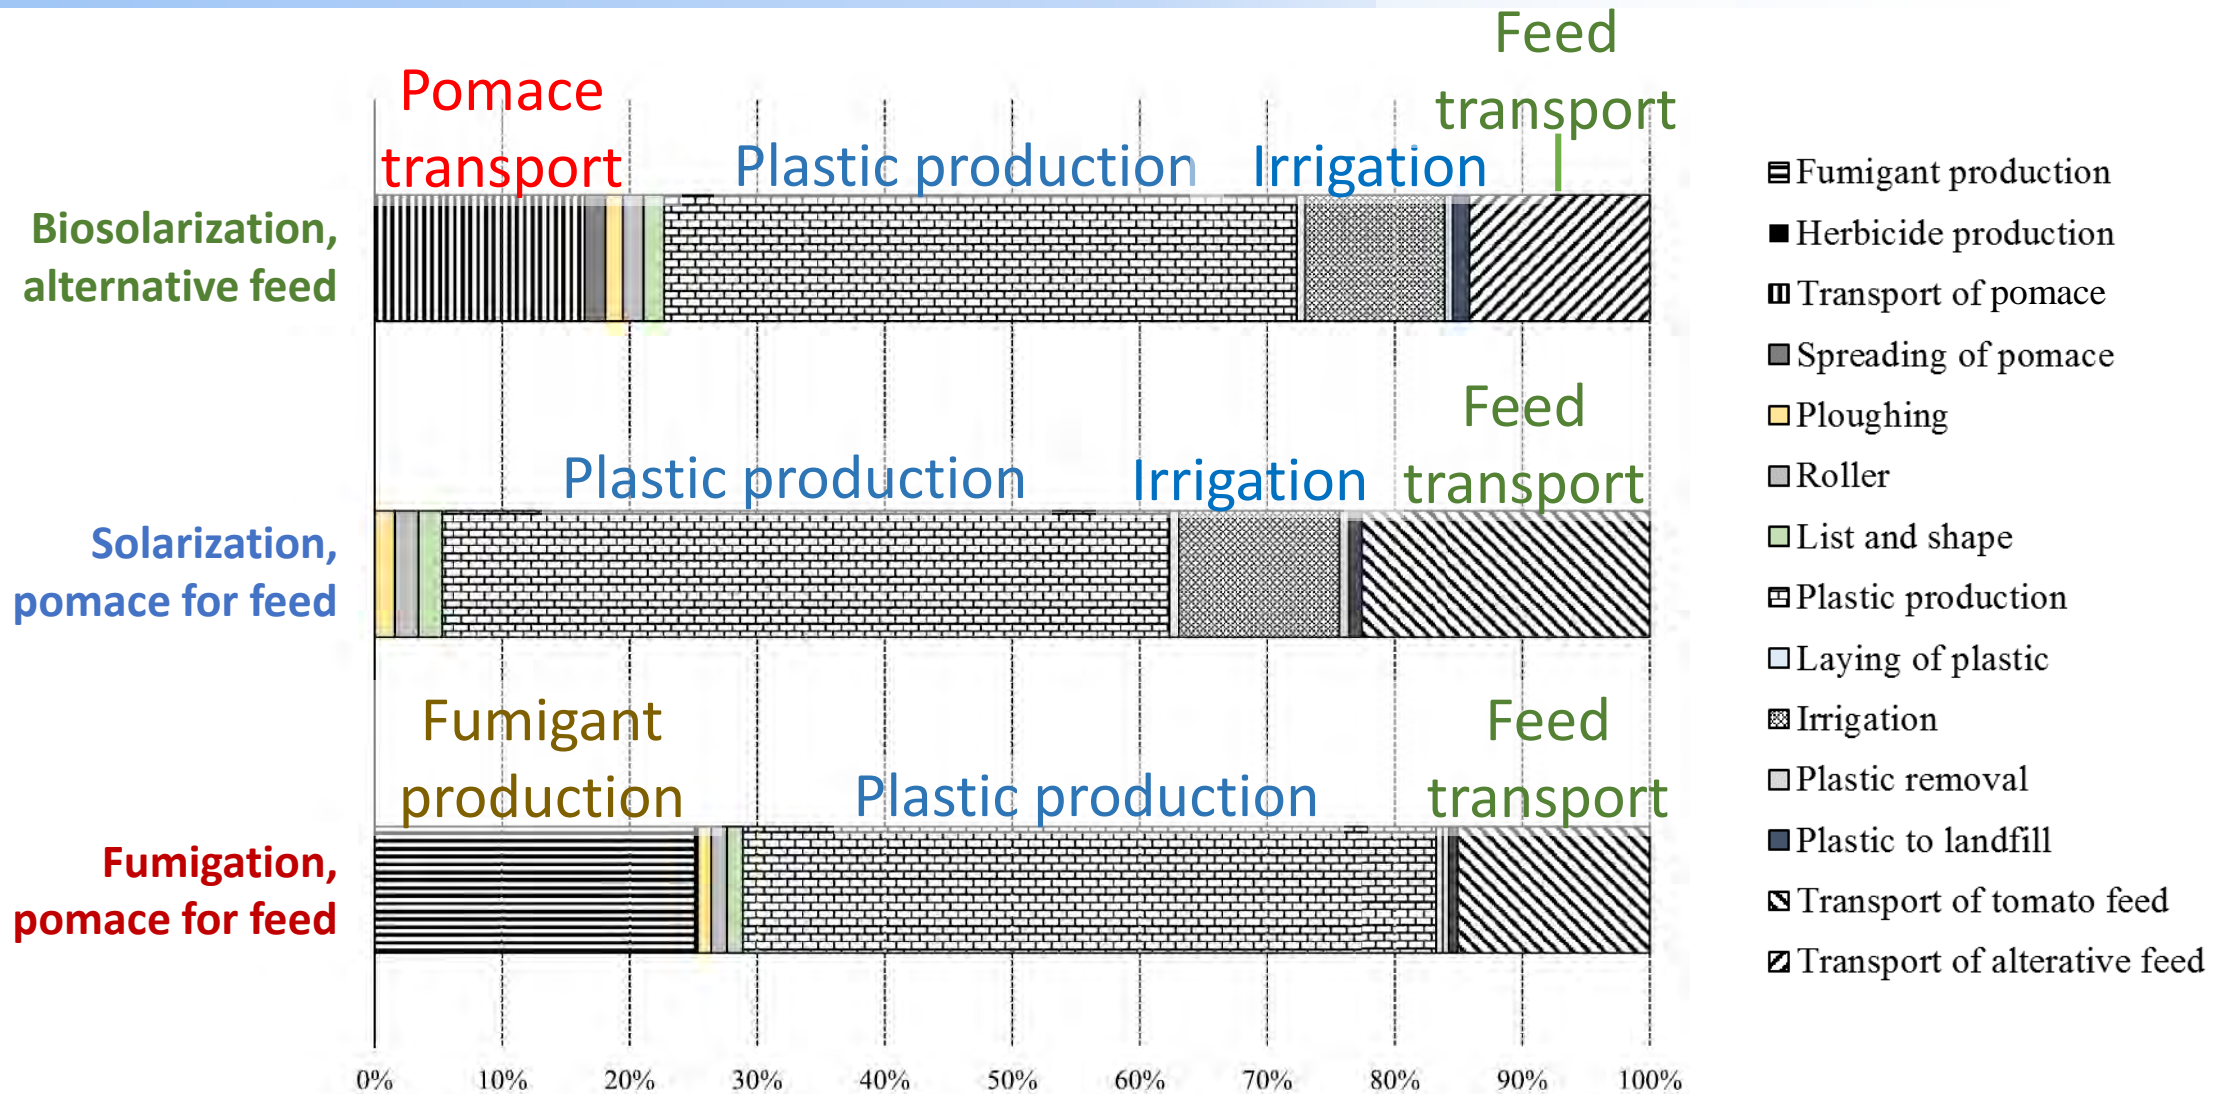 Feed
transport
Pomace
transport
Plastic production
Irrigation
Biosolarization,
alternative feed
Feed
transport
Plastic production
Irrigation
Solarization,
pomace for feed
Fumigant
production
Feed
transport
Plastic production
Fumigation,
pomace for feed
0% 10% 20% 30% 40% 50% 60% 70% 80% 90% 100%
Fumigant production
Herbicide production
Transport of pomace
Spreading of pomace
Ploughing
Roller
List and shape
Plastic production
Laying of plastic
Irrigation
Plastic removal
Plastic to landfill
Transport of tomato feed
Transport of alterative feed